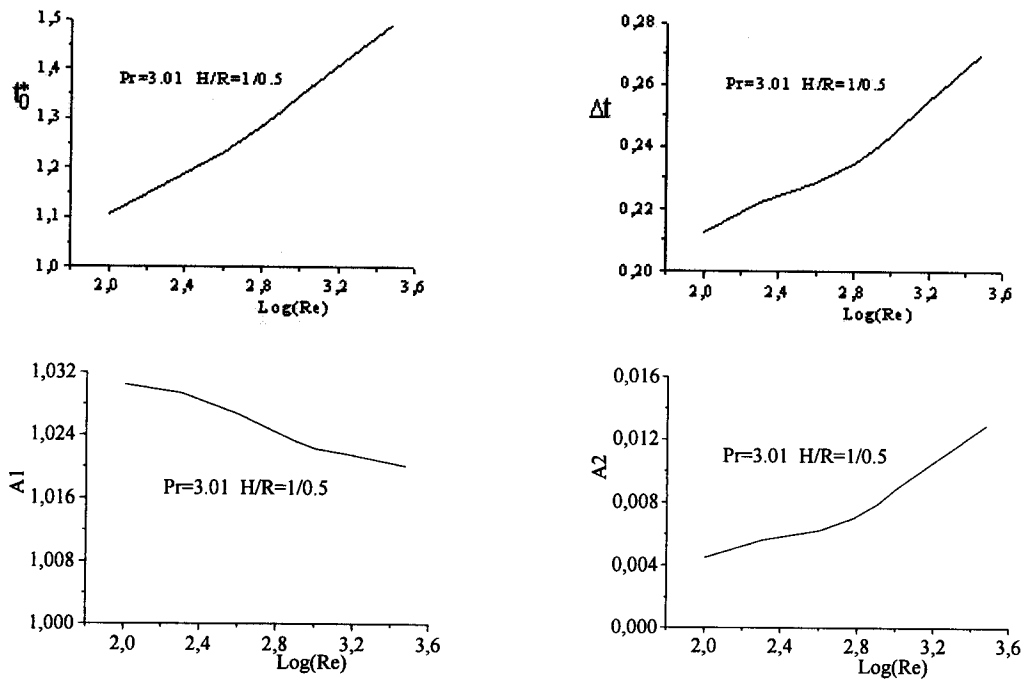 1,5
1,4
1,3
1,2
1,1
1,0
t*0
Pr=3.01 H/R=1/0.5
2,0 2,4 2,8 3,2 3,6
Log(Re)
0,28
0,26
0,24
0,22
0,20
Δt
Pr=3.01 H/R=1/0.5
2,0 2,4 2,8 3,2 3,6
Log(Re)
1,032
1,024
1,016
1,008
1,000
A1
Pr=3.01 H/R=1/0.5
2,0 2,4 2,8 3,2 3,6
Log(Re)
0,016
0,012
0,008
0,004
0,000
A2
Pr=3.01 H/R=1/0.5
2,0 2,4 2,8 3,2 3,6
Log(Re)